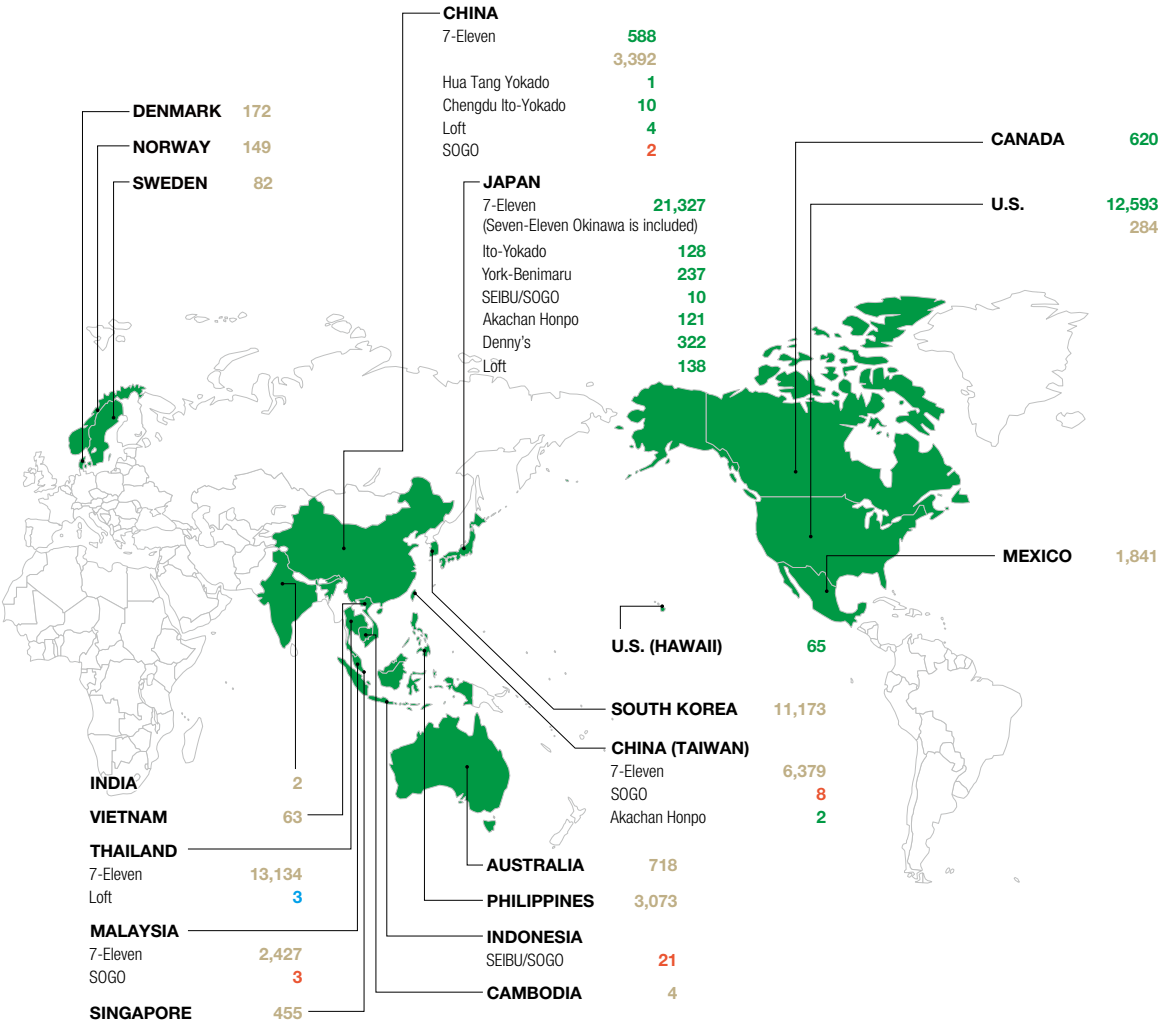 CHINA
7-Eleven 588
3,392
Hua Tang Yokado 1
Chengdu Ito-Yokado 10
Loft 4
SOGO 2
DENMARK 172
NORWAY 149
SWEDEN 82
JAPAN
7-Eleven 21,327
(Seven-Eleven Okinawa is included)
Ito-Yokado 128
York-Benimaru 237
SEIBU/SOGO 10
Akachan Honpo 121
Denny's 322
Loft 138
CANADA 620
U.S. 12,593
284
MEXICO 1,841
U.S. (HAWAII) 65
SOUTH KOREA 11,173
CHINA (TAIWAN)
7-Eleven 6,379
SOGO 8
Akachan Honpo 2
INDIA 2
VIETNAM 63
THAILAND
7-Eleven 13,134
Loft 3
MALAYSIA
7-Eleven 2,427
SOGO 3
SINGAPORE 455
AUSTRALIA 718
PHILIPPINES 3,073
INDONESIA
SEIBU/SOGO 21
CAMBODIA 4